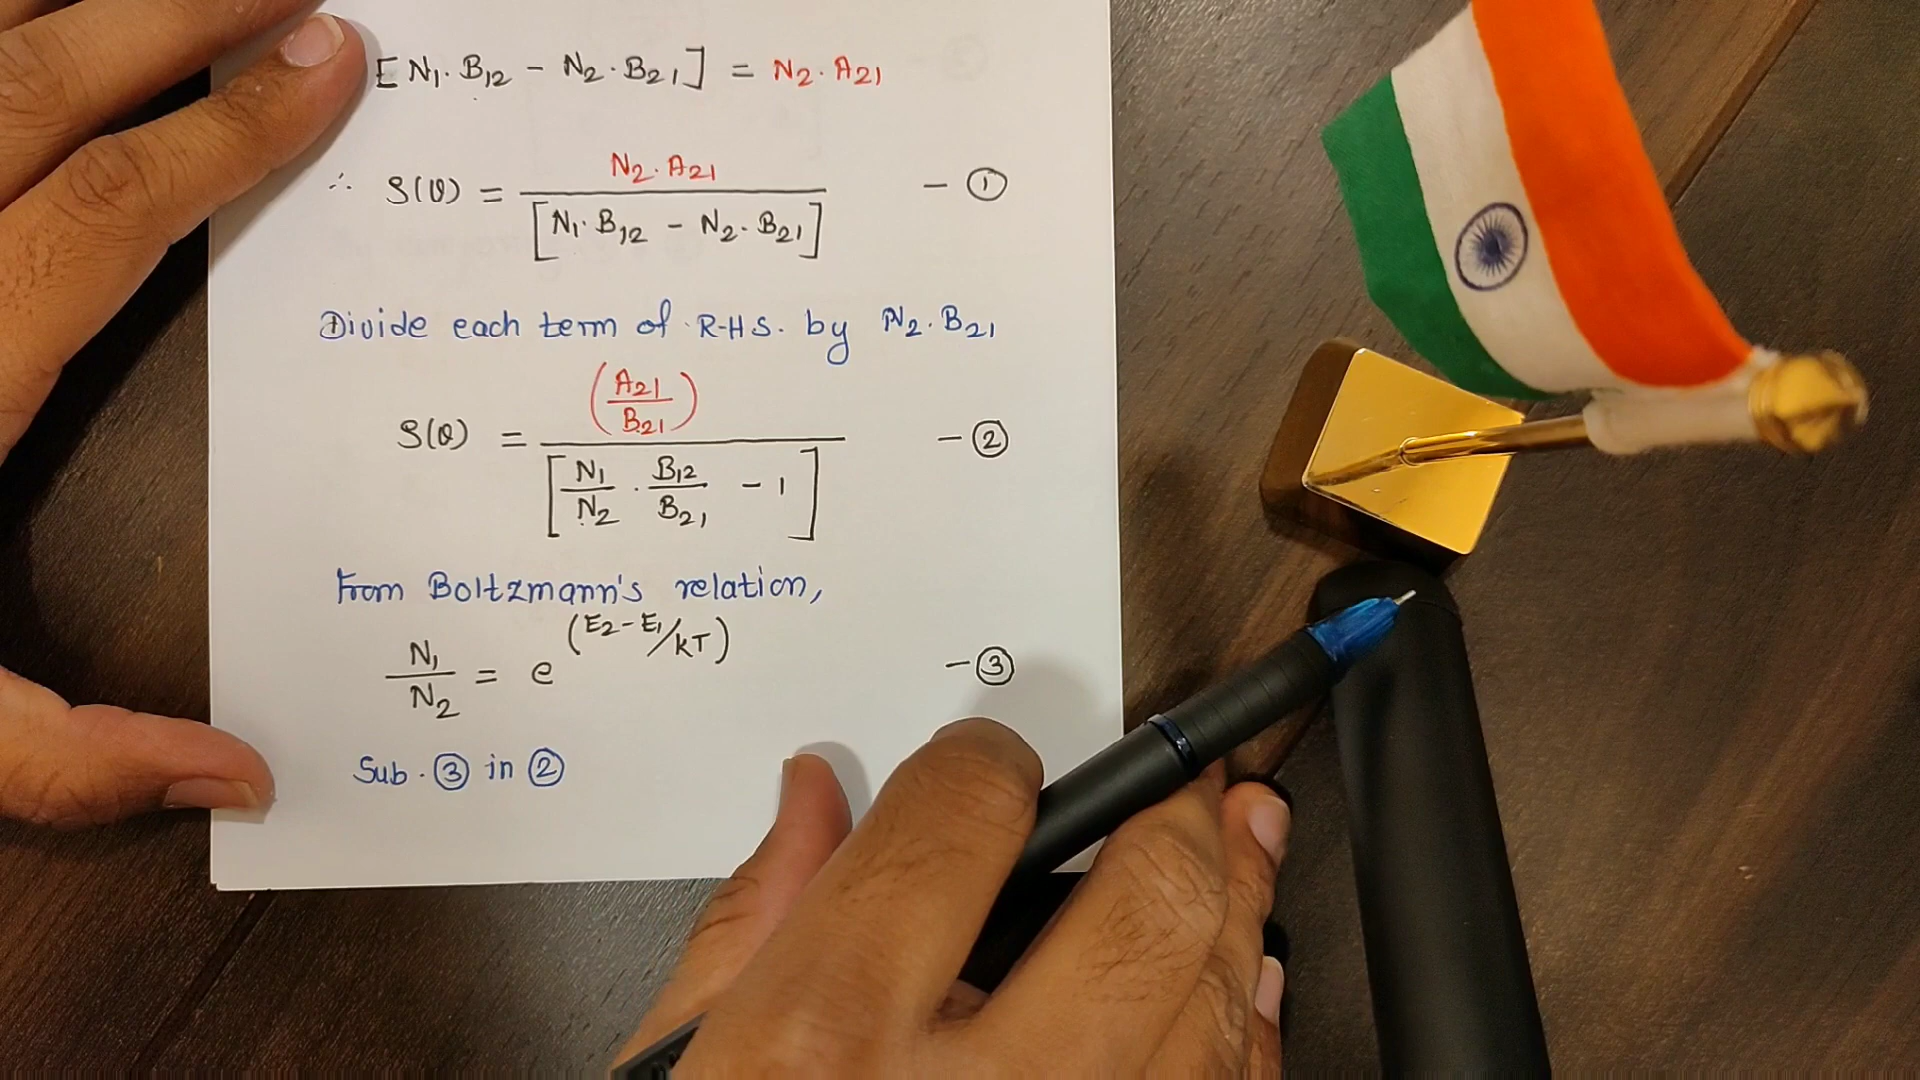 [N₁·B₁₂ - N₂·B₂₁] = N₂·A₂₁
∴ S(ϑ) = N₂·A₂₁ / [N₁·B₁₂ - N₂·B₂₁] - ①
Divide each term of R-H-S. by N₂·B₂₁
S(ϑ) = (A₂₁/B₂₁) / [N₁/N₂ · B₁₂/B₂₁ - 1] - ②
From Boltzmann's relation,
N₁/N₂ = e^(E₂-E₁/kT) - ③
Sub. ③ in ②